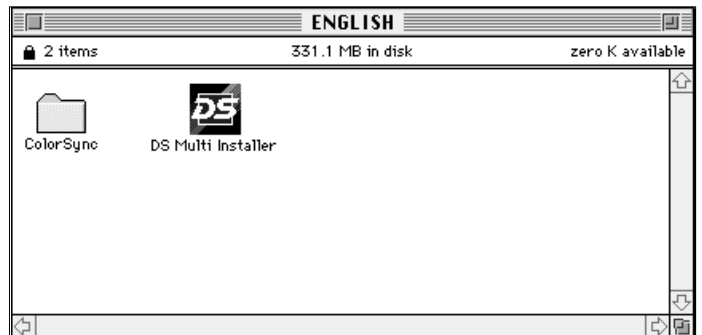 ENGLISH
2 items 331.1 MB in disk zero K available
DS
ColorSync DS Multi Installer